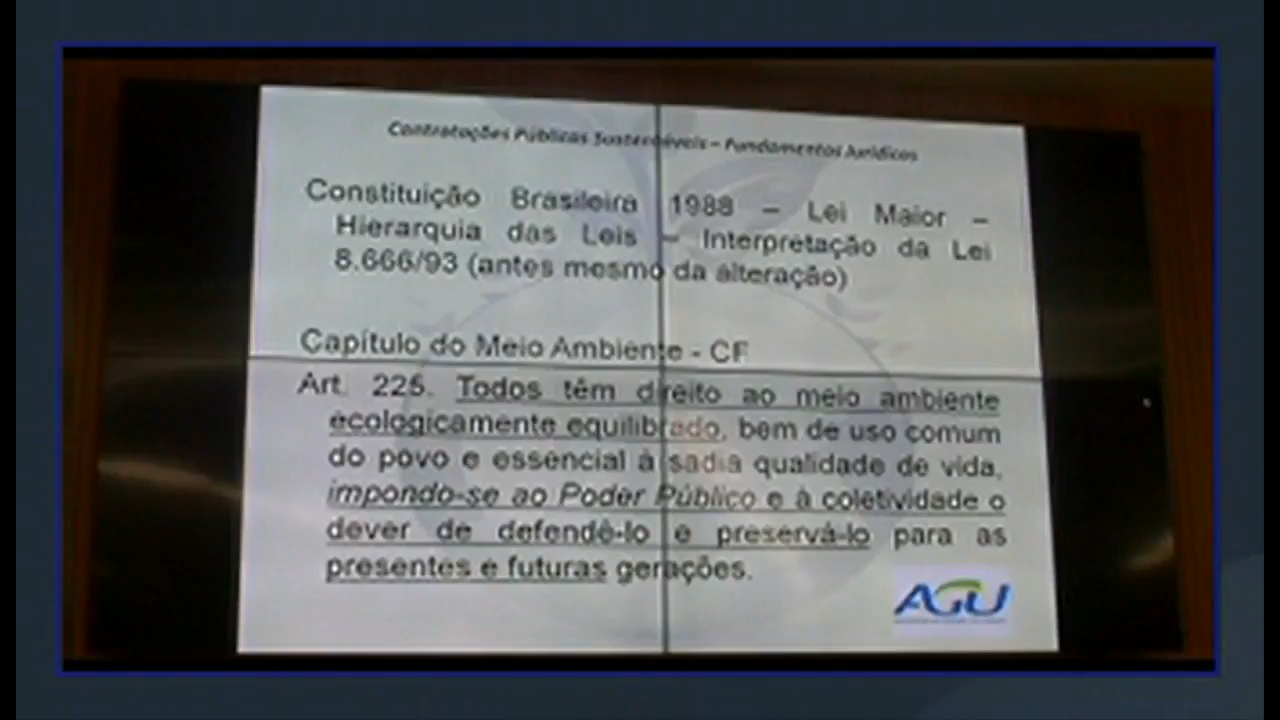 Contratações Públicas Sustentáveis – Fundamentos Jurídicos
Constituição Brasileira 1988 – Lei Maior –
Hierarquia das Leis – Interpretação da Lei
8.666/93 (antes mesmo da alteração)
Capítulo do Meio Ambiente - CF
Art. 225. Todos têm direito ao meio ambiente
ecologicamente equilibrado, bem de uso comum
do povo e essencial à sadia qualidade de vida,
impondo-se ao Poder Público e à coletividade o
dever de defendê-lo e preservá-lo para as
presentes e futuras gerações.
AGU